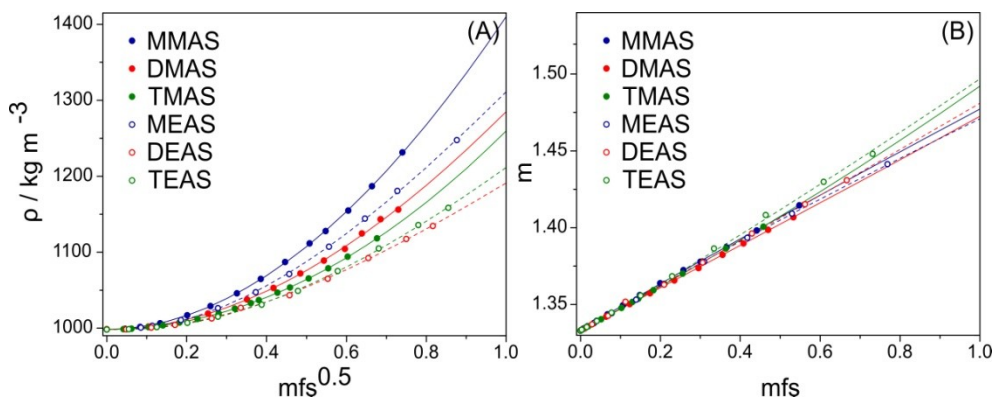 (A)
1400
1300
1200
1100
1000
ρ / kg m⁻³
MMAS
DMAS
TMAS
MEAS
DEAS
TEAS
0.0 0.2 0.4 0.6 0.8 1.0
mfs^0.5
(B)
1.50
1.45
1.40
1.35
m
MMAS
DMAS
TMAS
MEAS
DEAS
TEAS
0.0 0.2 0.4 0.6 0.8 1.0
mfs